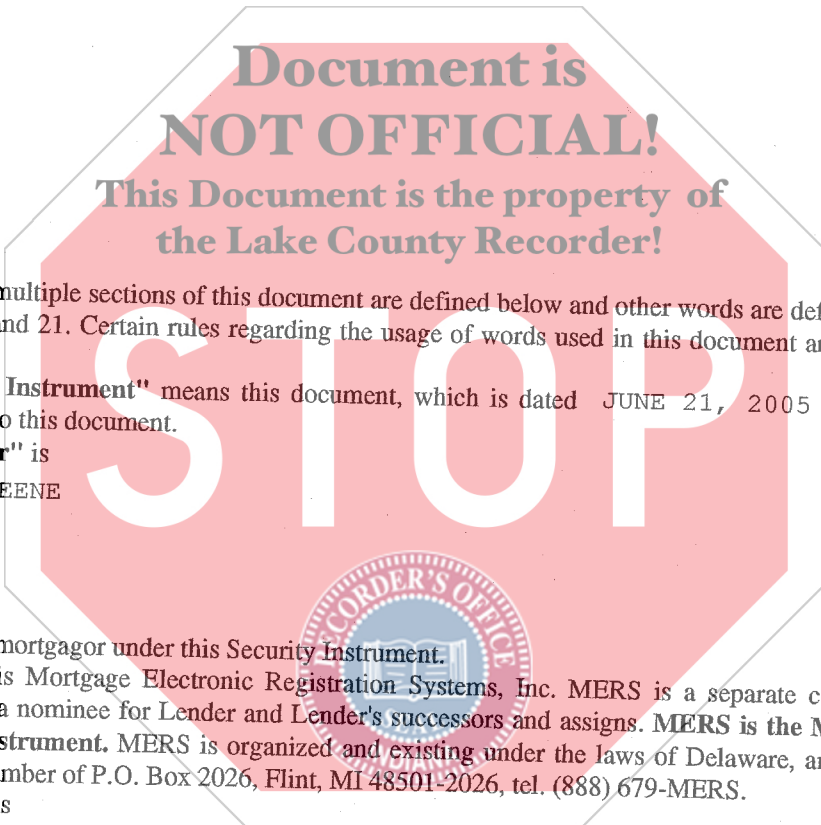 Document is
NOT OFFICIAL!
This Document is the property of
the Lake County Recorder!
multiple sections of this document are defined below and other words are def
nd 21. Certain rules regarding the usage of words used in this document a
STOP
Instrument" means this document, which is dated JUNE 21, 2005
o this document.
r" is
EENE
RECORDER'S OFFICE
SEAL
INDIANA
mortgagor under this Security Instrument.
is Mortgage Electronic Registration Systems, Inc. MERS is a separate c
a nominee for Lender and Lender's successors and assigns. MERS is the M
strument. MERS is organized and existing under the laws of Delaware, a
mber of P.O. Box 2026, Flint, MI 48501-2026, tel. (888) 679-MERS.
s